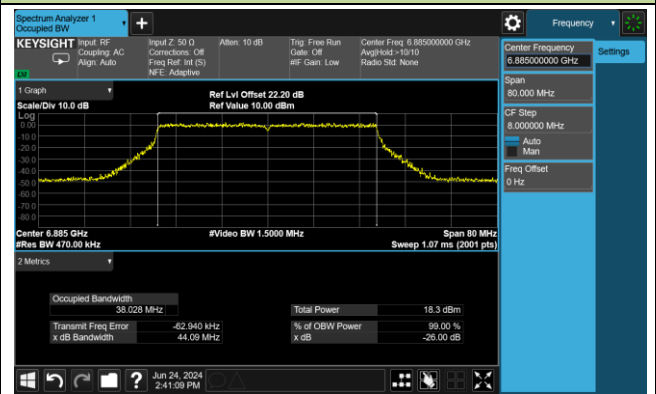 Spectrum Analyzer 1
Occupied BW
Frequency
KEYSIGHT
Input: RF
Coupling: AC
Align: Auto
Input Z: 50 Ω
Corrections: Off
Freq Ref: Int (S)
NFE: Adaptive
Atten: 10 dB
Trig: Free Run
Gate: Off
#IF Gain: Low
Center Freq: 6.885000000 GHz
Avg|Hold:>10/10
Radio Std: None
1 Graph
Scale/Div 10.0 dB
Ref Lvl Offset 22.20 dB
Ref Value 10.00 dBm
Log
0.00
-10.0
-20.0
-30.0
-40.0
-50.0
-60.0
-70.0
-80.0
Center 6.885 GHz
#Res BW 470.00 kHz
#Video BW 1.5000 MHz
Span 80 MHz
Sweep 1.07 ms (2001 pts)
2 Metrics
Occupied Bandwidth
38.028 MHz
Transmit Freq Error -62.940 kHz
x dB Bandwidth 44.09 MHz
Total Power 18.3 dBm
% of OBW Power 99.00 %
x dB -26.00 dB
Center Frequency
6.885000000 GHz
Span
80.000 MHz
CF Step
8.000000 MHz
Auto
Man
Freq Offset
0 Hz
Settings
Jun 24, 2024
2:41:09 PM